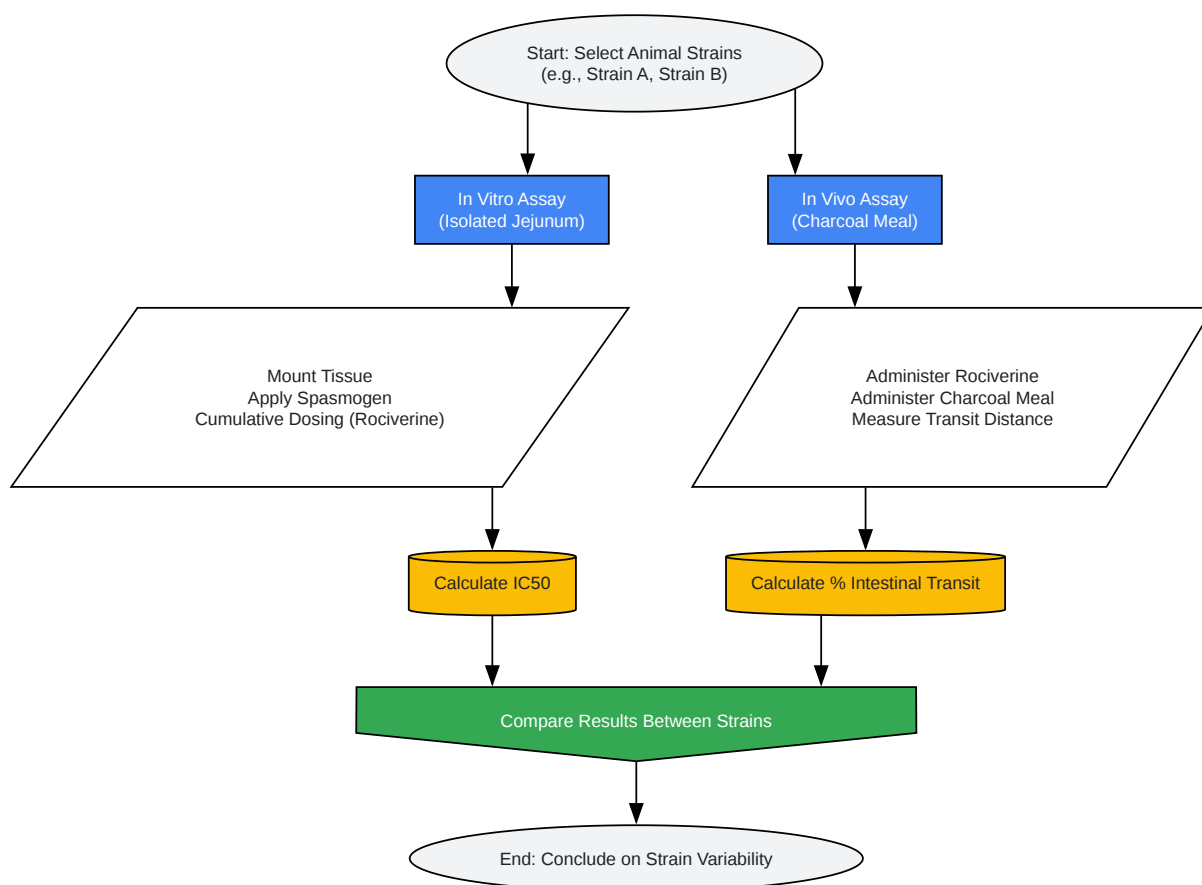 Start: Select Animal Strains
(e.g., Strain A, Strain B)
In Vitro Assay
(Isolated Jejunum)
In Vivo Assay
(Charcoal Meal)
Mount Tissue
Apply Spasmogen
Cumulative Dosing (Rociverine)
Administer Rociverine
Administer Charcoal Meal
Measure Transit Distance
Calculate IC50
Calculate % Intestinal Transit
Compare Results Between Strains
End: Conclude on Strain Variability